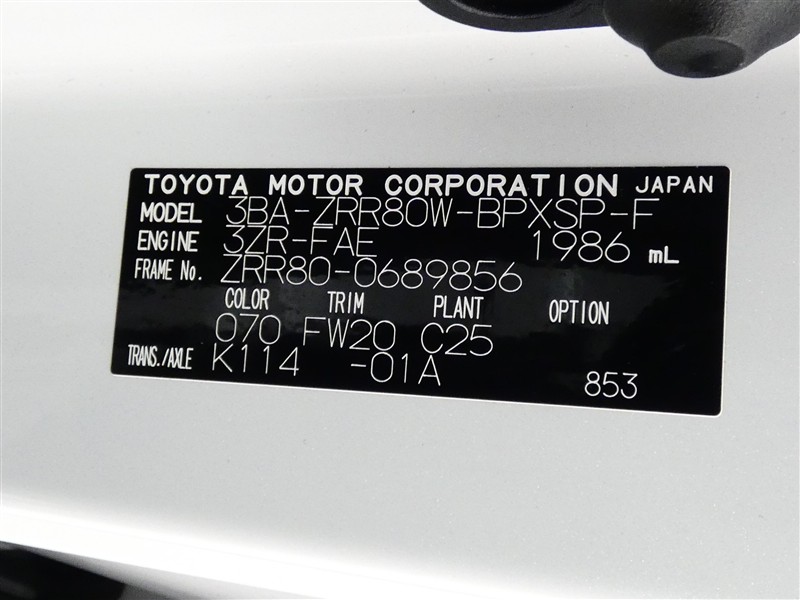 TOYOTA MOTOR CORPORATION JAPAN
MODEL 3BA-ZRR80W-BPXSP-F
ENGINE 3ZR-FAE 1986 mL
FRAME No. ZRR80-0689856
COLOR TRIM PLANT OPTION
070 FW20 C25
TRANS./AXLE K114 -01A
853